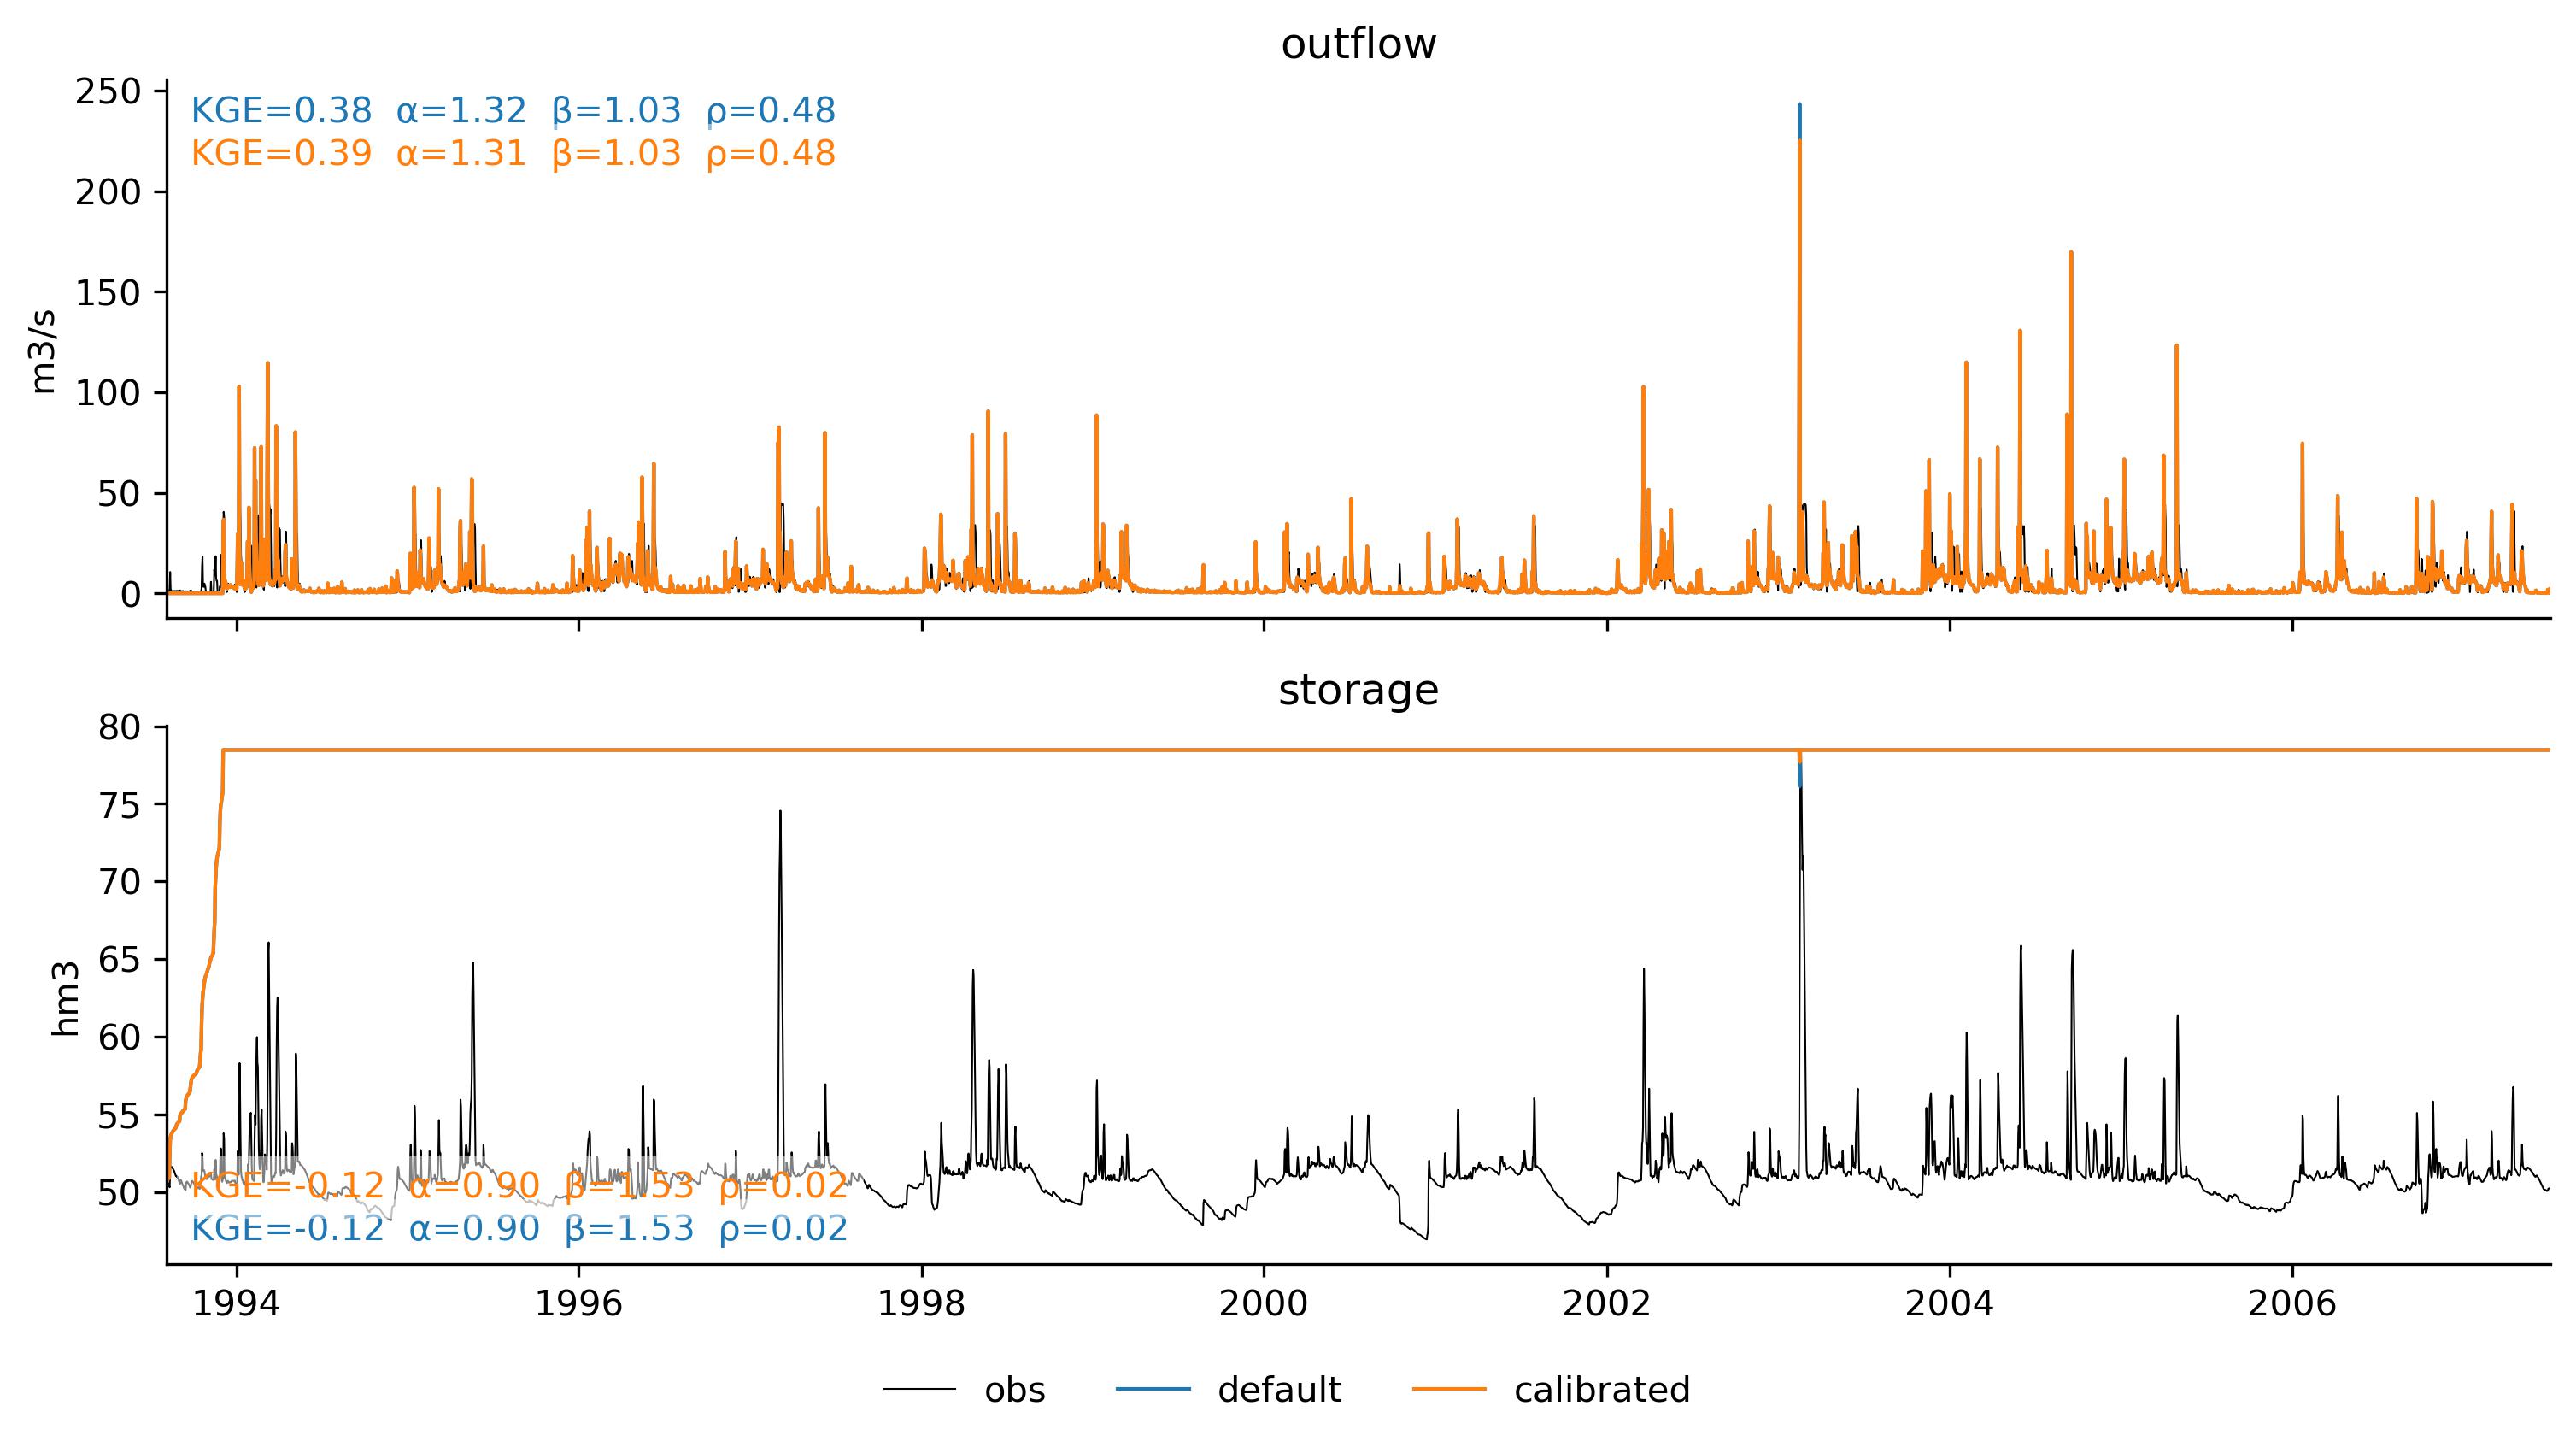 outflow
250
200
150
100
50
0
m3/s
KGE=0.38 α=1.32 β=1.03 ρ=0.48
KGE=0.39 α=1.31 β=1.03 ρ=0.48
storage
80
75
70
65
60
55
50
hm3
KGE=-0.12 α=0.90 β=1.53 ρ=0.02
KGE=-0.12 α=0.90 β=1.53 ρ=0.02
1994 1996 1998 2000 2002 2004 2006
obs default calibrated